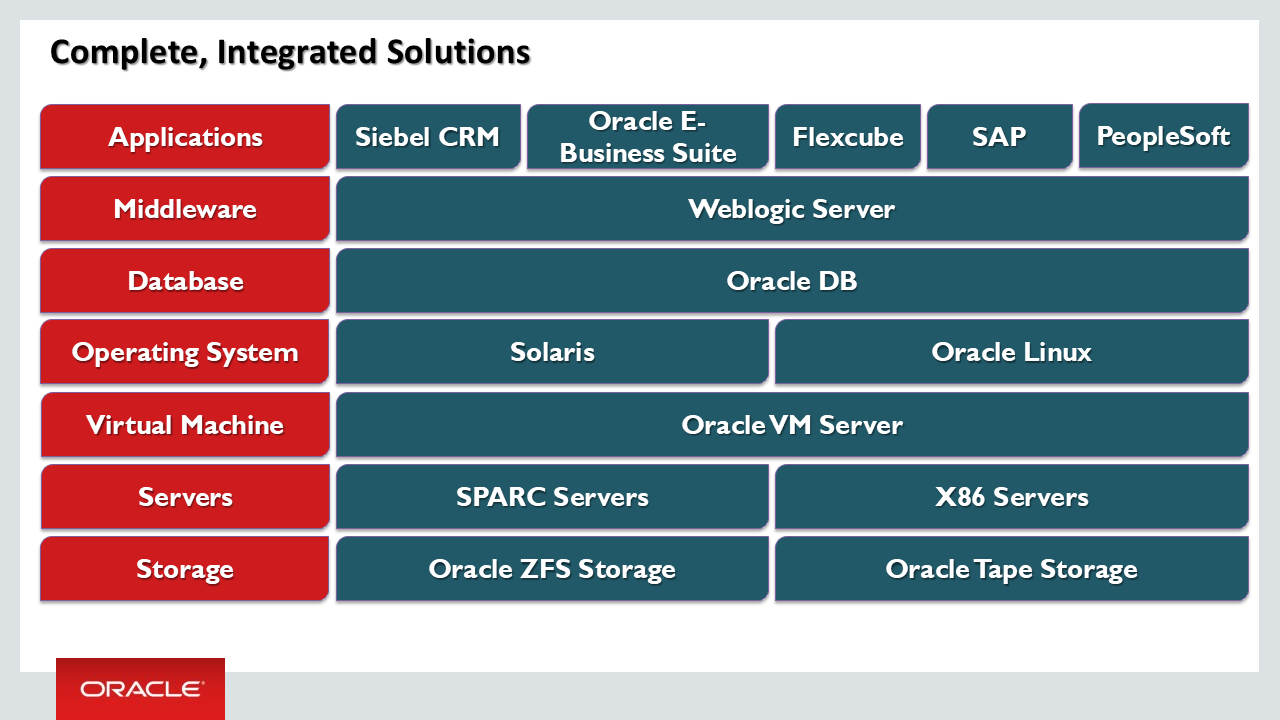 Complete, Integrated Solutions
Applications
Siebel CRM
Oracle E-
Business Suite
Flexcube
SAP
PeopleSoft
Middleware
Weblogic Server
Database
Oracle DB
Operating System
Solaris
Oracle Linux
Virtual Machine
Oracle VM Server
Servers
SPARC Servers
X86 Servers
Storage
Oracle ZFS Storage
Oracle Tape Storage
ORACLE